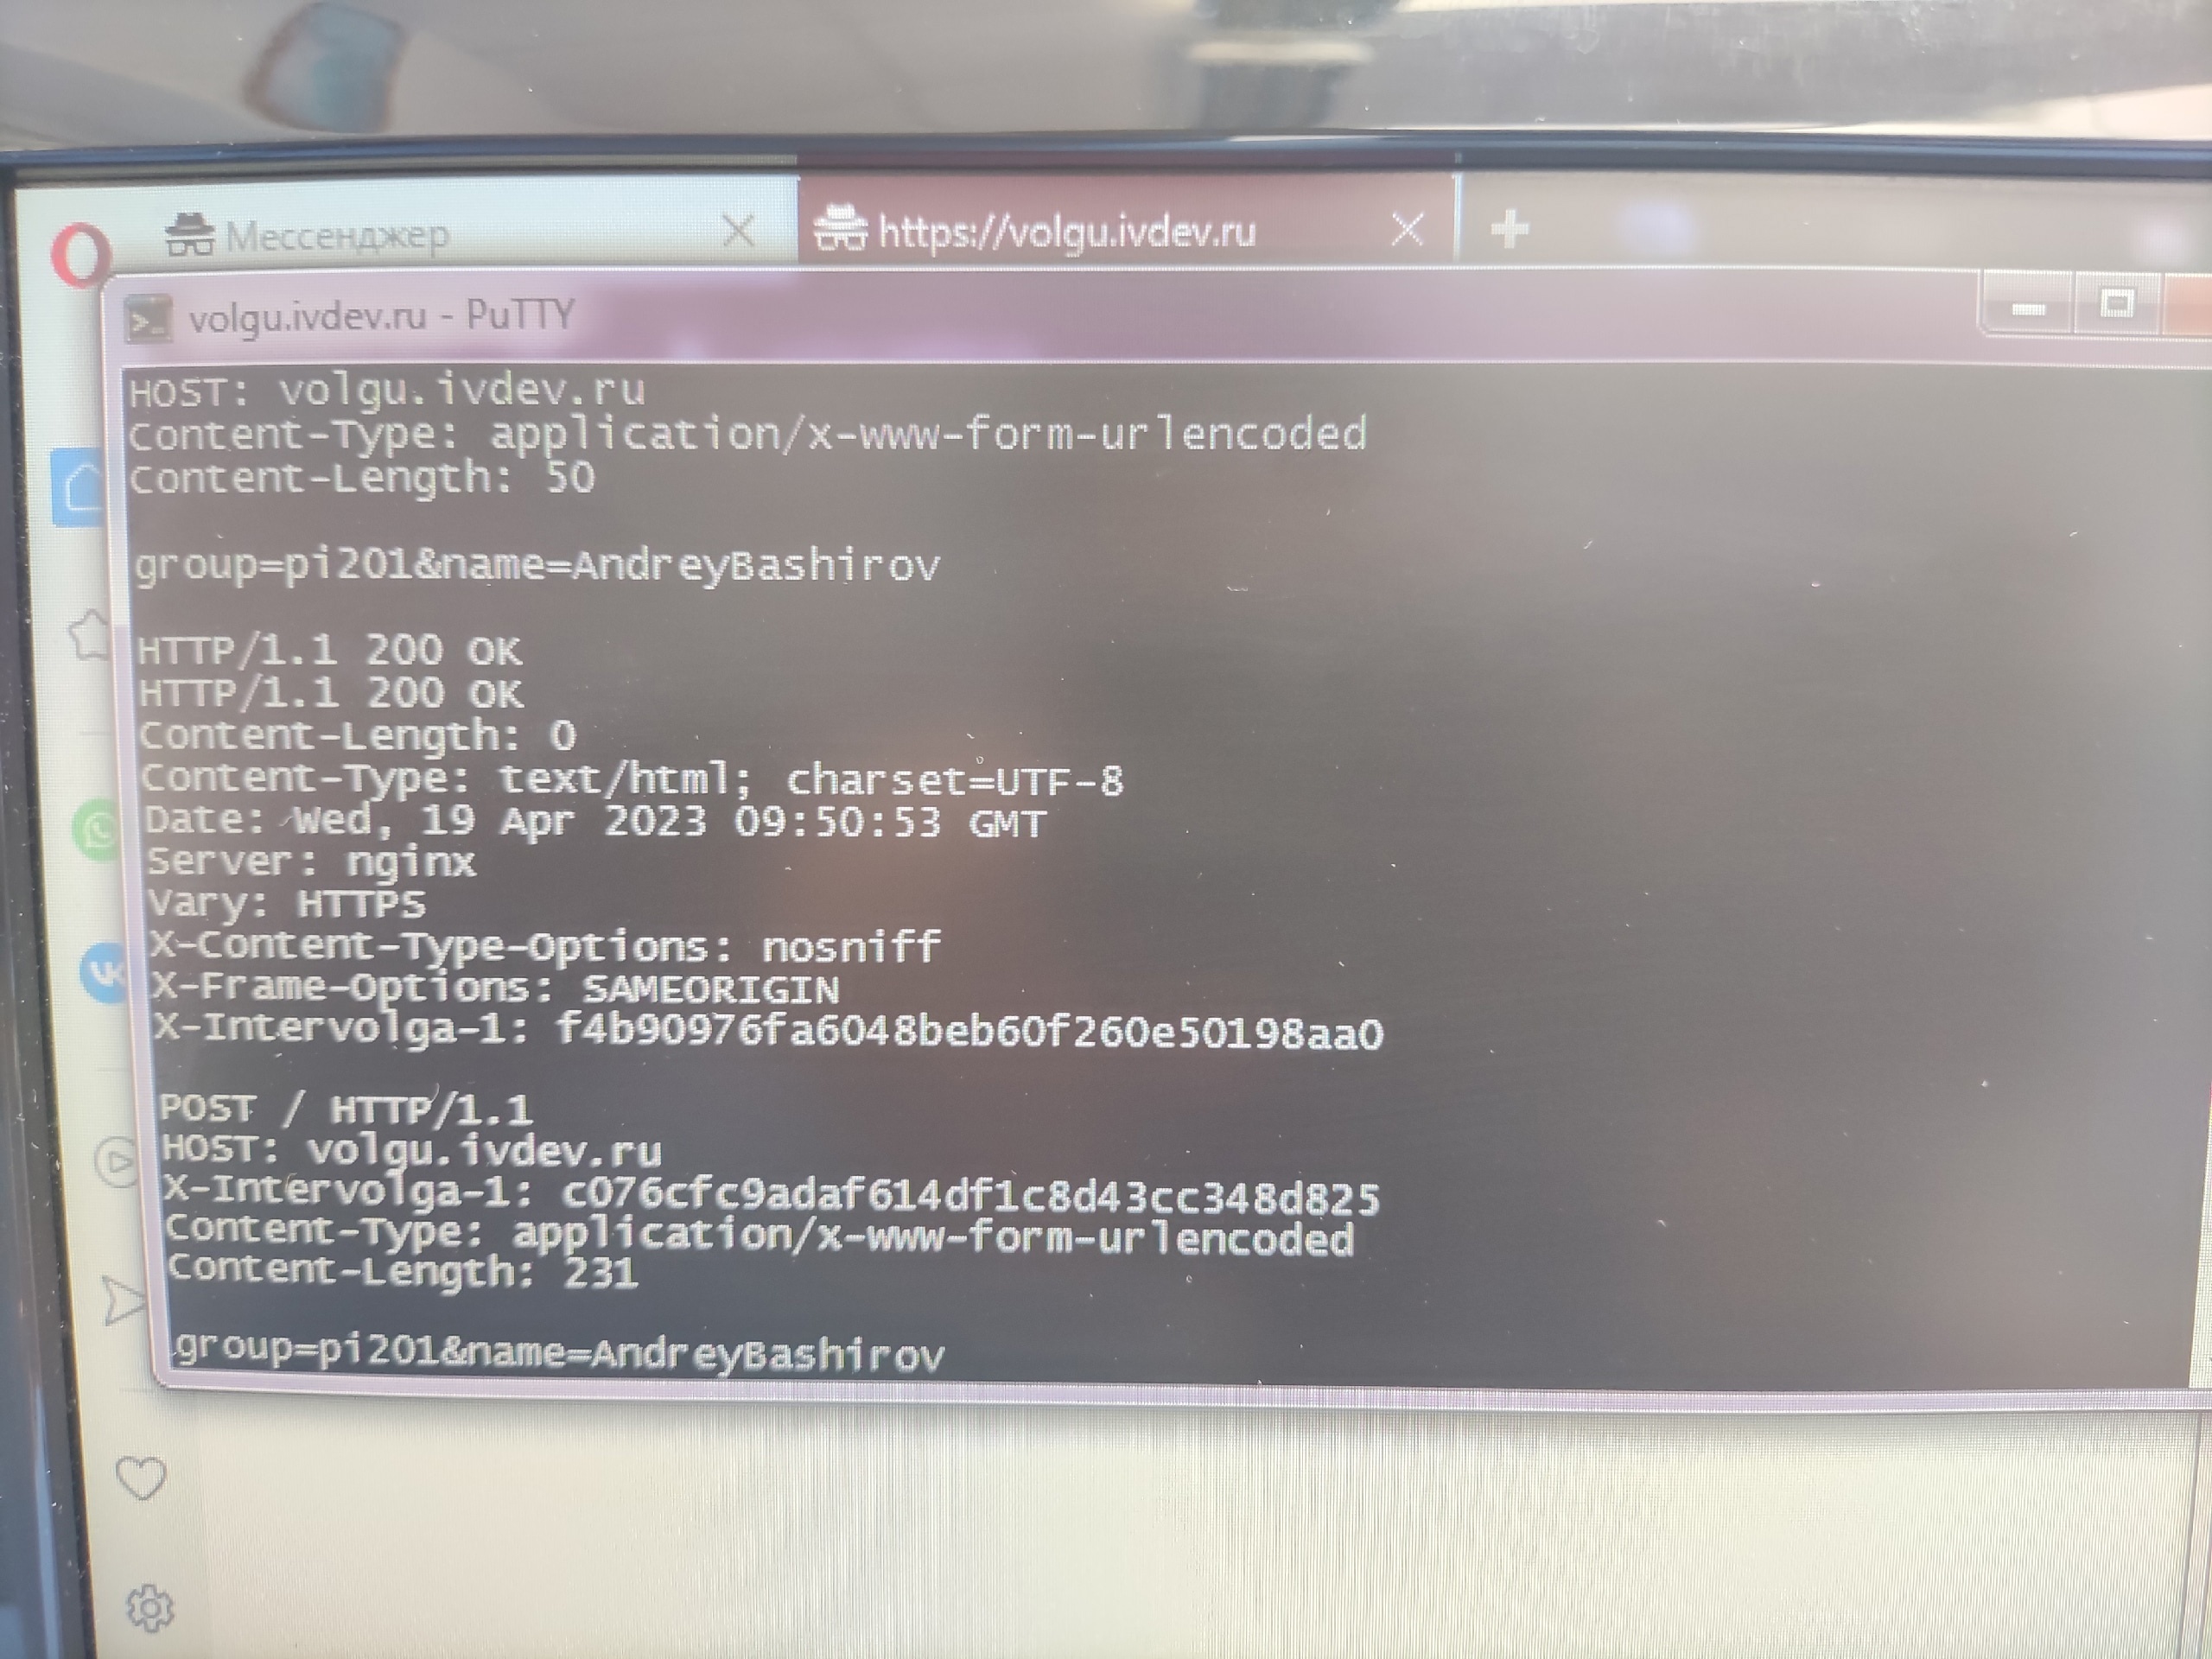 Мессенджер
https://volgu.ivdev.ru
volgu.ivdev.ru - PuTTY
HOST: volgu.ivdev.ru
Content-Type: application/x-www-form-urlencoded
Content-Length: 50
group=pi201&name=AndreyBashirov
HTTP/1.1 200 OK
HTTP/1.1 200 OK
Content-Length: 0
Content-Type: text/html; charset=UTF-8
Date: Wed, 19 Apr 2023 09:50:53 GMT
Server: nginx
Vary: HTTPS
X-Content-Type-Options: nosniff
X-Frame-Options: SAMEORIGIN
X-Intervolga-1: f4b90976fa6048beb60f260e50198aa0
POST / HTTP/1.1
HOST: volgu.ivdev.ru
X-Intervolga-1: c076cfc9adaf614df1c8d43cc348d825
Content-Type: application/x-www-form-urlencoded
Content-Length: 231
group=pi201&name=AndreyBashirov